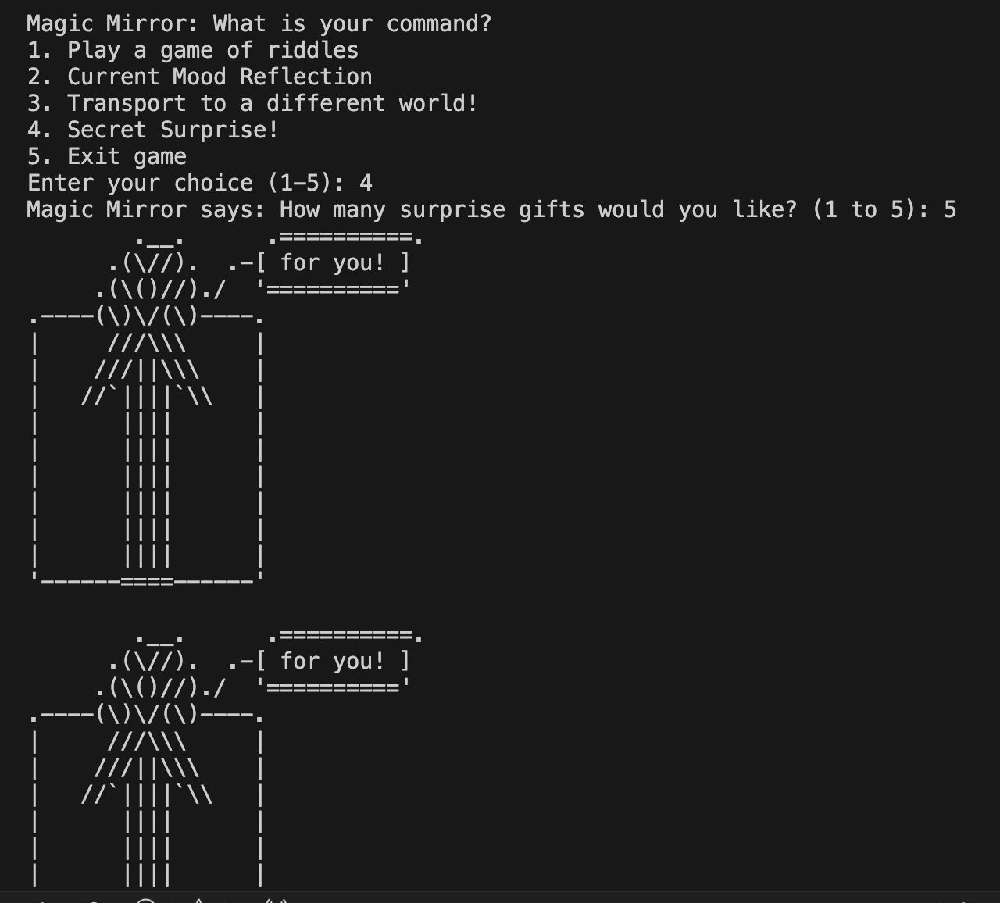 Magic Mirror: What is your command?
1. Play a game of riddles
2. Current Mood Reflection
3. Transport to a different world!
4. Secret Surprise!
5. Exit game
Enter your choice (1-5): 4
Magic Mirror says: How many surprise gifts would you like? (1 to 5): 5
for you!
for you!